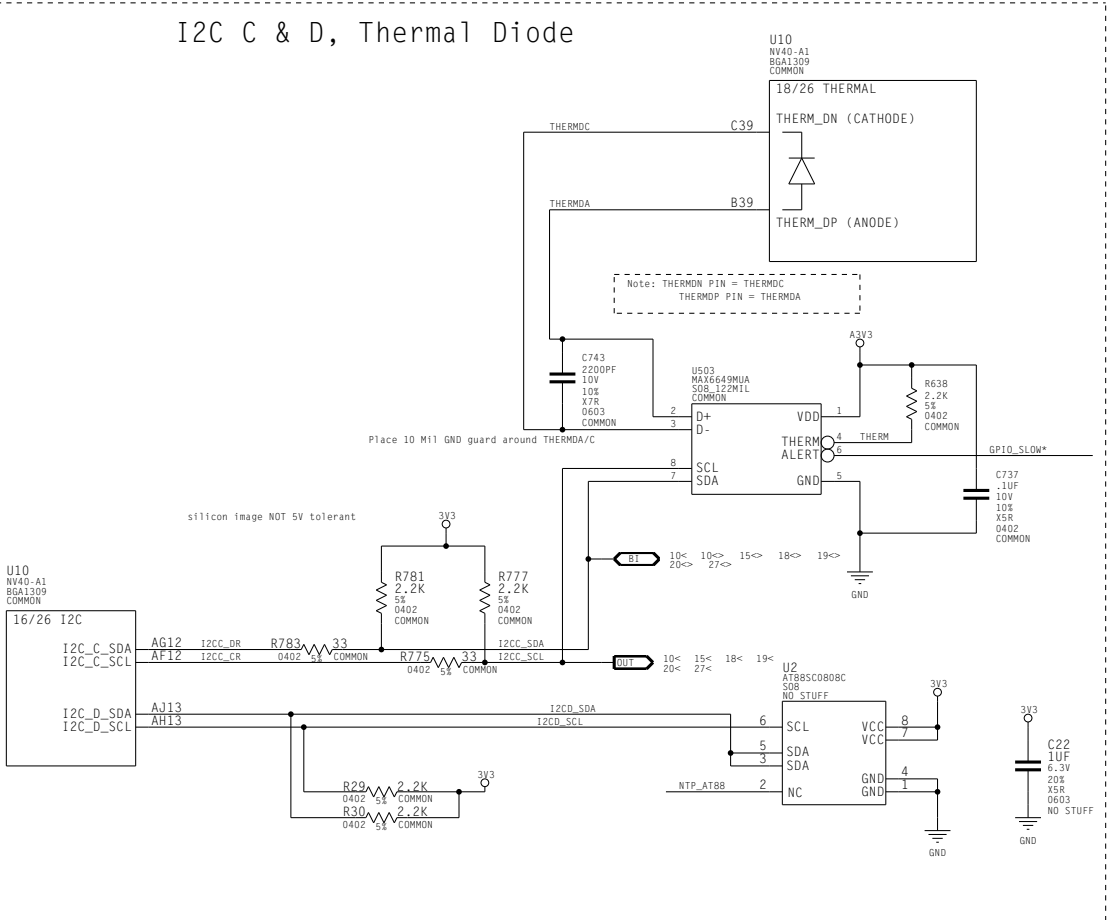 I2C C & D, Thermal Diode
U10
NV40-A1
BGA1309
COMMON
18/26 THERMAL
THERM_DN (CATHODE)
THERMDC
C39
THERMDA
B39
THERM_DP (ANODE)
Note: THERMDN PIN = THERMDC
THERMDP PIN = THERMDA
A3V3
C743
2200PF
10V
10%
X7R
0603
COMMON
U503
MAX6649MUA
SO8_122MIL
COMMON
R638
2.2K
5%
0402
COMMON
2 D+
3 D-
VDD 1
THERM 4 THERM
ALERT 6 GPIO_SLOW*
8 SCL
7 SDA
GND 5
Place 10 Mil GND guard around THERMDA/C
C737
.1UF
10V
10%
X5R
0402
COMMON
GND
silicon image NOT 5V tolerant
3V3
BI 10< 10<> 15<> 18<> 19<>
20<> 27<>
R781
2.2K
5%
0402
COMMON
R777
2.2K
5%
0402
COMMON
U10
NV40-A1
BGA1309
COMMON
16/26 I2C
I2C_C_SDA AG12 I2CC_DR R783 33 I2CC_SDA
0402 5% COMMON
I2C_C_SCL AF12 I2CC_CR R775 33 I2CC_SCL
0402 5% COMMON
OUT 10< 15< 18< 19<
20< 27<
I2C_D_SDA AJ13 I2CD_SDA
I2C_D_SCL AH13 I2CD_SCL
U2
AT88SC0808C
SO8
NO STUFF
6 SCL
5 SDA
3 SDA
2 NC
NTP_AT88
VCC 8
VCC 7
GND 4
GND 1
3V3
GND
3V3
C22
1UF
6.3V
20%
X5R
0603
NO STUFF
GND
3V3
R29 2.2K
0402 5% COMMON
R30 2.2K
0402 5% COMMON